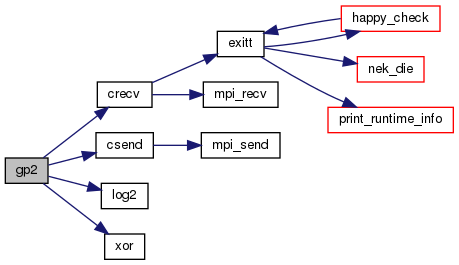 happy_check
exitt
nek_die
crecv
mpi_recv
print_runtime_info
csend
mpi_send
gp2
log2
xor